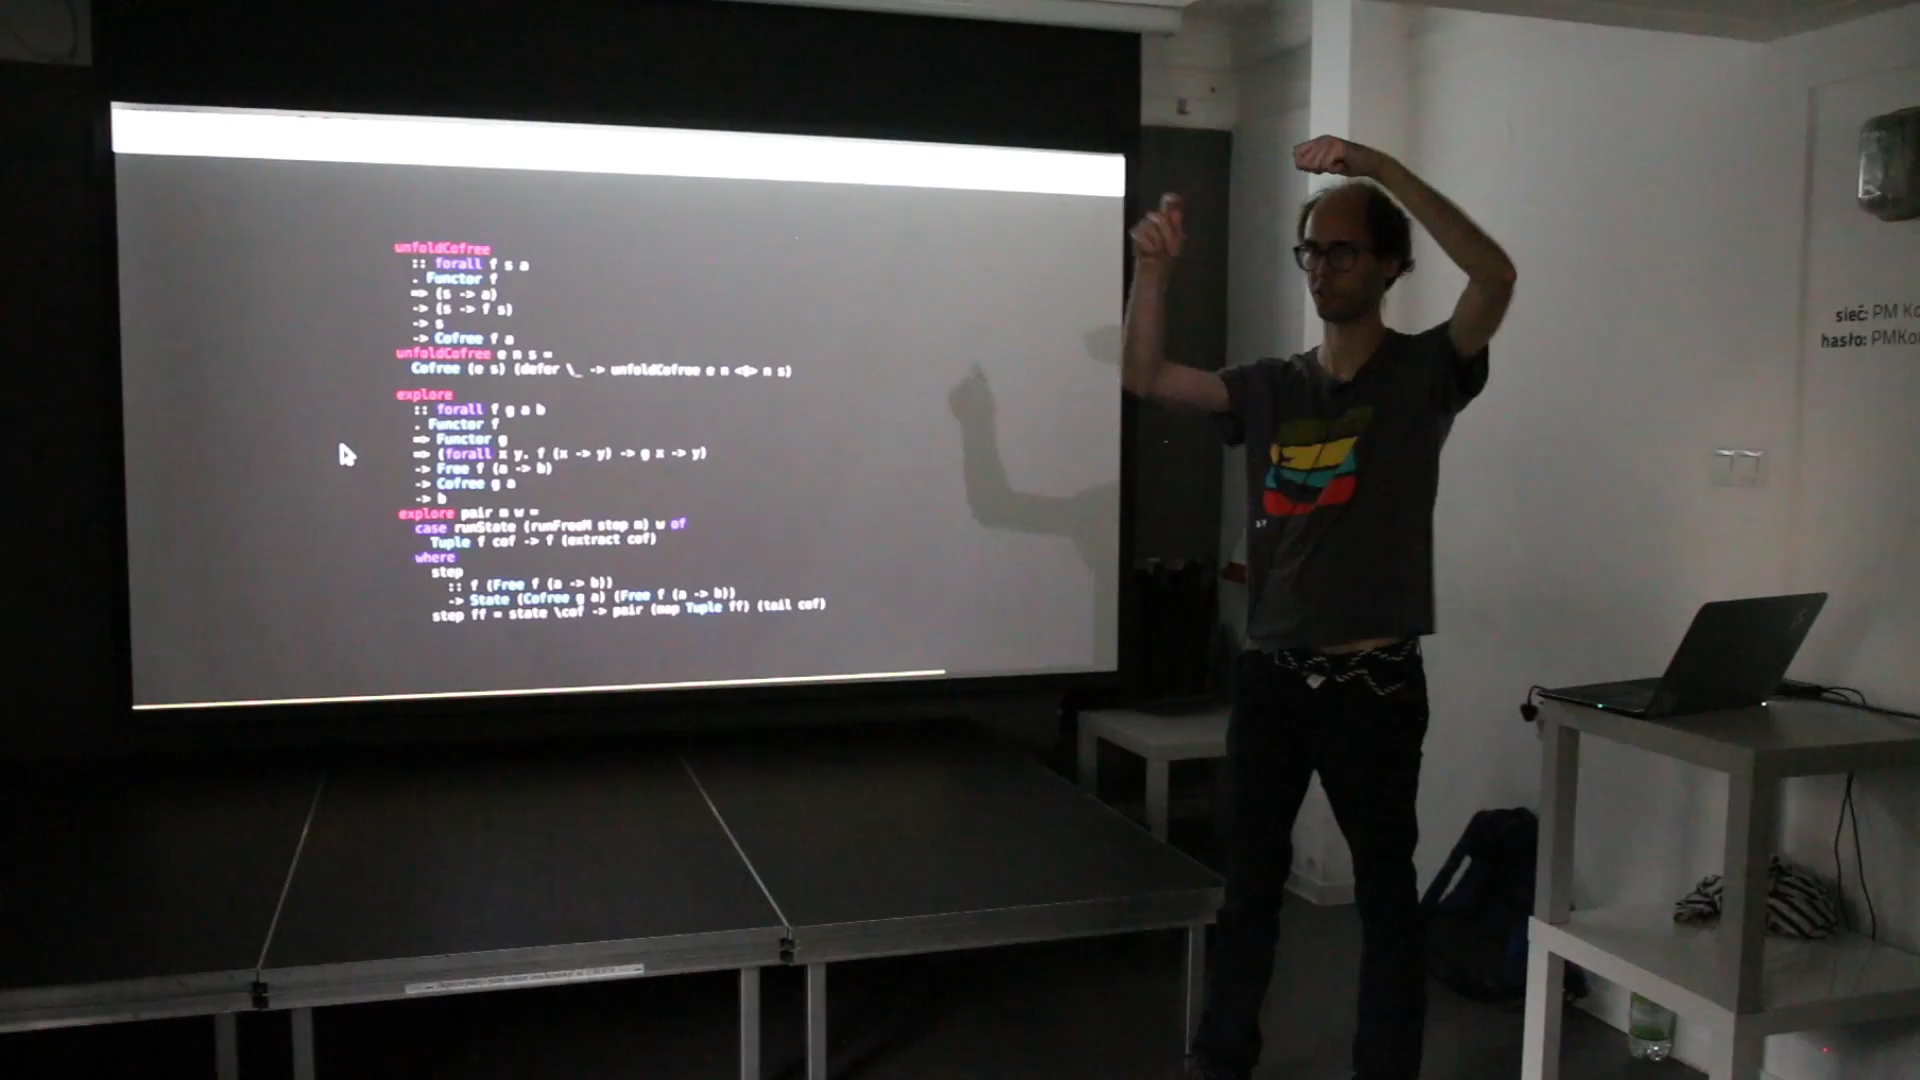 unfoldCofree
:: forall f s a
. Functor f
=> (s -> a)
-> (s -> f s)
-> s
-> Cofree f a
unfoldCofree e n s =
Cofree (e s) (defer \_ -> unfoldCofree e n <$> n s)
explore
:: forall f g a b
. Functor f
=> Functor g
=> (forall x y. f (x -> y) -> g x -> y)
-> Free f (a -> b)
-> Cofree g a
-> b
explore pair m w =
case runState (runFreeM step m) w of
Tuple f cof -> f (extract cof)
where
step
:: f (Free f (a -> b))
-> State (Cofree g a) (Free f (a -> b))
step ff = state \cof -> pair (map Tuple ff) (tail cof)
sieć: PM Ko
hasło: PMKo